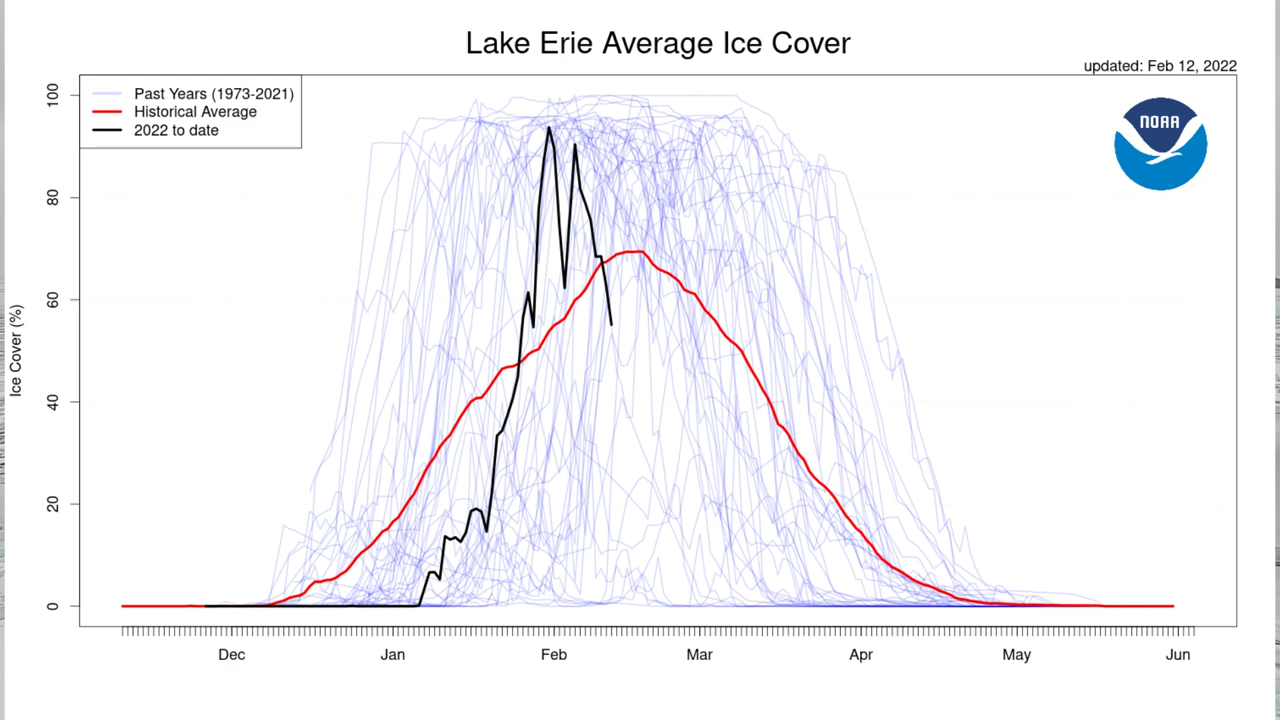 Lake Erie Average Ice Cover
updated: Feb 12, 2022
Past Years (1973-2021)
Historical Average
2022 to date
NOAA
Ice Cover (%)
100
80
60
40
20
0
Dec Jan Feb Mar Apr May Jun